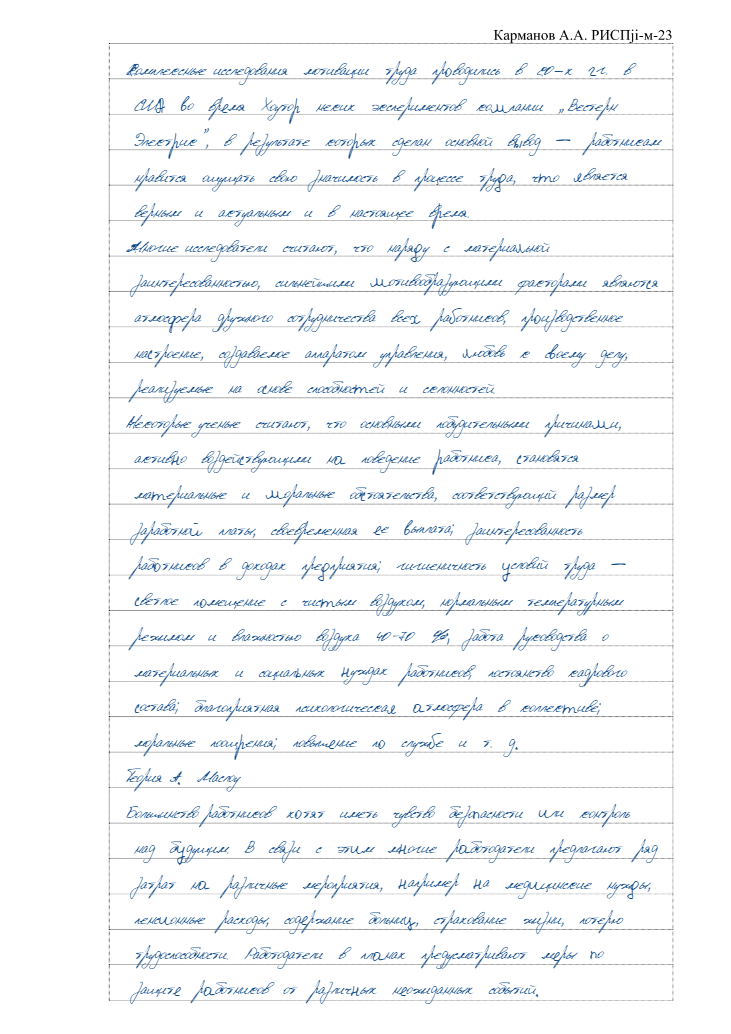 Карманов А.А. РИСПji-м-23
Комплексные исследования мотивации труда проводились в 20-х гг. в
США во время Хоутор неких экспериментов компании „Вестерн
Электрик”, в результате которых сделан основной вывод — работникам
нравится ощущать свою значимость в процессе труда, что является
верным и актуальным и в настоящее время.
Многие исследователи считают, что наряду с материальной
заинтересованностью, сильнейшими мотивообразующими факторами являются
атмосфера дружного сотрудничества всех работников, производственное
настроение, создаваемое аппаратом управления, любовь к своему делу,
реализуемые на основе способностей и склонностей
Некоторые ученые считают, что основными побудительными причинами,
активно воздействующими на поведение работника, становятся
материальные и моральные обстоятельства, соответствующий размер
заработной платы, своевременная ее выплата; заинтересованность
работников в доходах предприятия; гигиеничность условий труда —
светлое помещение с чистым воздухом, нормальным температурным
режимом и влажностью воздуха 40-70 %, забота руководства о
материальных и социальных нуждах работников, постоянство кадрового
состава; благоприятная психологическая атмосфера в коллективе;
моральные поощрения; повышение по службе и т. д.
Теория А. Маслоу
Большинство работников хотят иметь чувство безопасности или контроль
над будущим. В связи с этим многие работодатели предлагают ряд
затрат на различные мероприятия, например на медицинские нужды,
пенсионные расходы, содержание больниц, страхование жизни, потерю
трудоспособности. Работодатели в планах предусматривают меры по
защите работников от различных неожиданных событий.